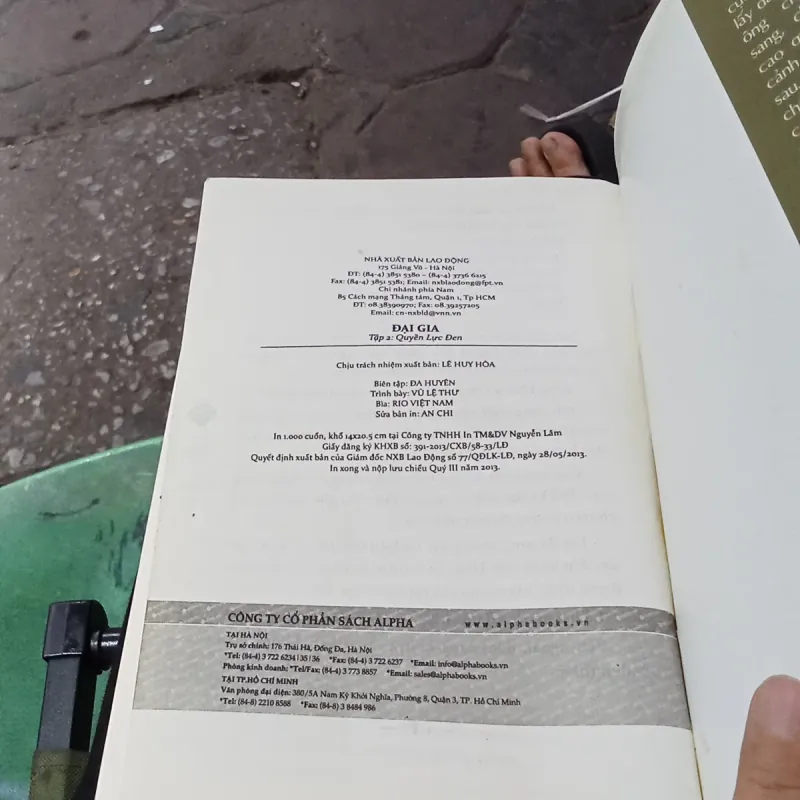 NHÀ XUẤT BẢN LAO ĐỘNG
175 Giảng Võ - Hà Nội
ĐT: (84-4) 3851 5380 – (84-4) 3736 6215
Fax: (84-4) 3851 5381; Email: nxblaodong@fpt.vn
Chi nhánh phía Nam
85 Cách mạng Tháng tám, Quận 1, Tp HCM
ĐT: 08.38390970; Fax: 08.39257205
Email: cn-nxbld@vnn.vn
ĐẠI GIA
Tập 2: Quyền Lực Đen
Chịu trách nhiệm xuất bản: LÊ HUY HÒA
Biên tập: ĐA HUYÊN
Trình bày: VŨ LỆ THƯ
Bìa: RIO VIỆT NAM
Sửa bản in: AN CHI
In 1.000 cuốn, khổ 14x20.5 cm tại Công ty TNHH In TM&DV Nguyễn Lâm
Giấy đăng ký KHXB số: 391-2013/CXB/58-33/LĐ
Quyết định xuất bản của Giám đốc NXB Lao Động số 77/QĐLK-LĐ, ngày 28/05/2013.
In xong và nộp lưu chiểu Quý III năm 2013.
CÔNG TY CỔ PHẦN SÁCH ALPHA www.alphabooks.vn
TẠI HÀ NỘI
Trụ sở chính: 176 Thái Hà, Đống Đa, Hà Nội
*Tel: (84-4) 3 722 6234|35|36 *Fax: (84-4) 3 722 6237 *Email: info@alphabooks.vn
Phòng kinh doanh: *Tel/Fax: (84-4) 3 773 8857 *Email: sales@alphabooks.vn
TẠI TP.HỒ CHÍ MINH
Văn phòng đại diện: 380/5A Nam Kỳ Khởi Nghĩa, Phường 8, Quận 3, TP. Hồ Chí Minh
*Tel: (84-8) 2210 8588 *Fax: (84-8) 3 8484 986
lấy
ông
sang,
cao
cảnh
sau